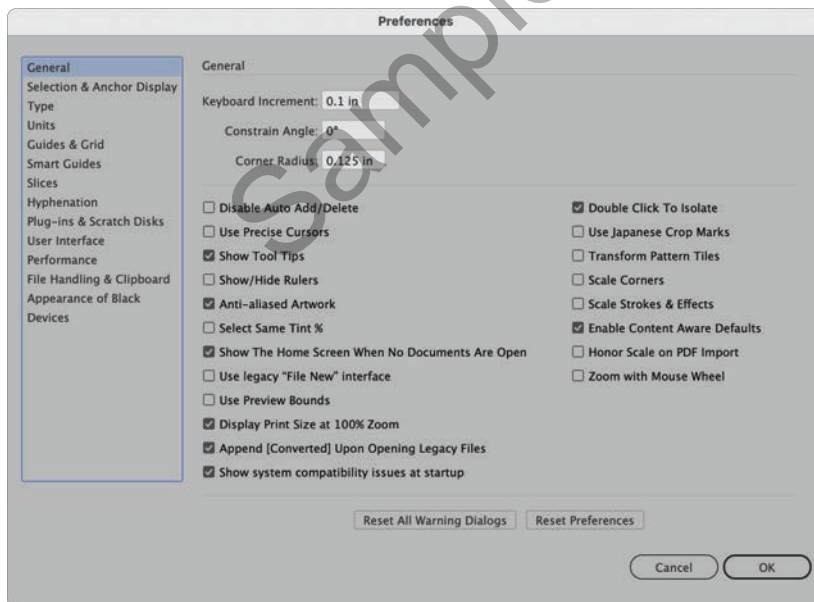 Preferences
General
Selection & Anchor Display
Type
Units
Guides & Grid
Smart Guides
Slices
Hyphenation
Plug-ins & Scratch Disks
User Interface
Performance
File Handling & Clipboard
Appearance of Black
Devices
General
Keyboard Increment: 0.1 in
Constrain Angle: 0°
Corner Radius: 0.125 in
Disable Auto Add/Delete
Use Precise Cursors
Show Tool Tips
Show/Hide Rulers
Anti-aliased Artwork
Select Same Tint %
Show The Home Screen When No Documents Are Open
Use legacy "File New" interface
Use Preview Bounds
Display Print Size at 100% Zoom
Append [Converted] Upon Opening Legacy Files
Show system compatibility issues at startup
Double Click To Isolate
Use Japanese Crop Marks
Transform Pattern Tiles
Scale Corners
Scale Strokes & Effects
Enable Content Aware Defaults
Honor Scale on PDF Import
Zoom with Mouse Wheel
Reset All Warning Dialogs
Reset Preferences
Cancel
OK
Sample